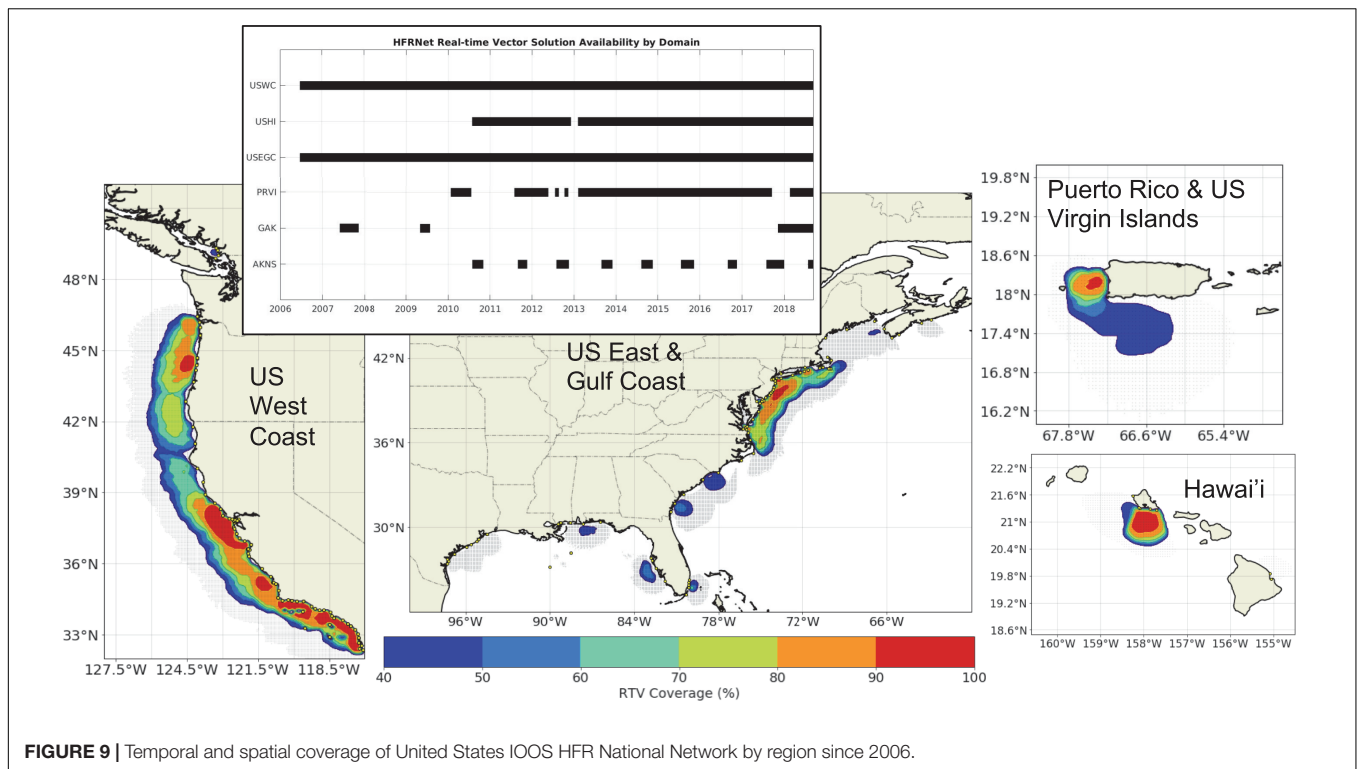 HFRNet Real-time Vector Solution Availability by Domain
USWC
USHI
USEGC
PRVI
GAK
AKNS
2006 2007 2008 2009 2010 2011 2012 2013 2014 2015 2016 2017 2018
48°N
45°N
42°N
39°N
36°N
33°N
127.5°W 124.5°W 121.5°W 118.5°W
US
West
Coast
42°N
36°N
30°N
96°W 90°W 84°W 78°W 72°W 66°W
US East &
Gulf Coast
40 50 60 70 80 90 100
RTV Coverage (%)
19.8°N
19.2°N
18.6°N
18°N
17.4°N
16.8°N
16.2°N
67.8°W 66.6°W 65.4°W
Puerto Rico & US
Virgin Islands
22.2°N
21.6°N
21°N
20.4°N
19.8°N
19.2°N
18.6°N
160°W 159°W 158°W 157°W 156°W 155°W 154°W
Hawai'i
FIGURE 9 | Temporal and spatial coverage of United States IOOS HFR National Network by region since 2006.